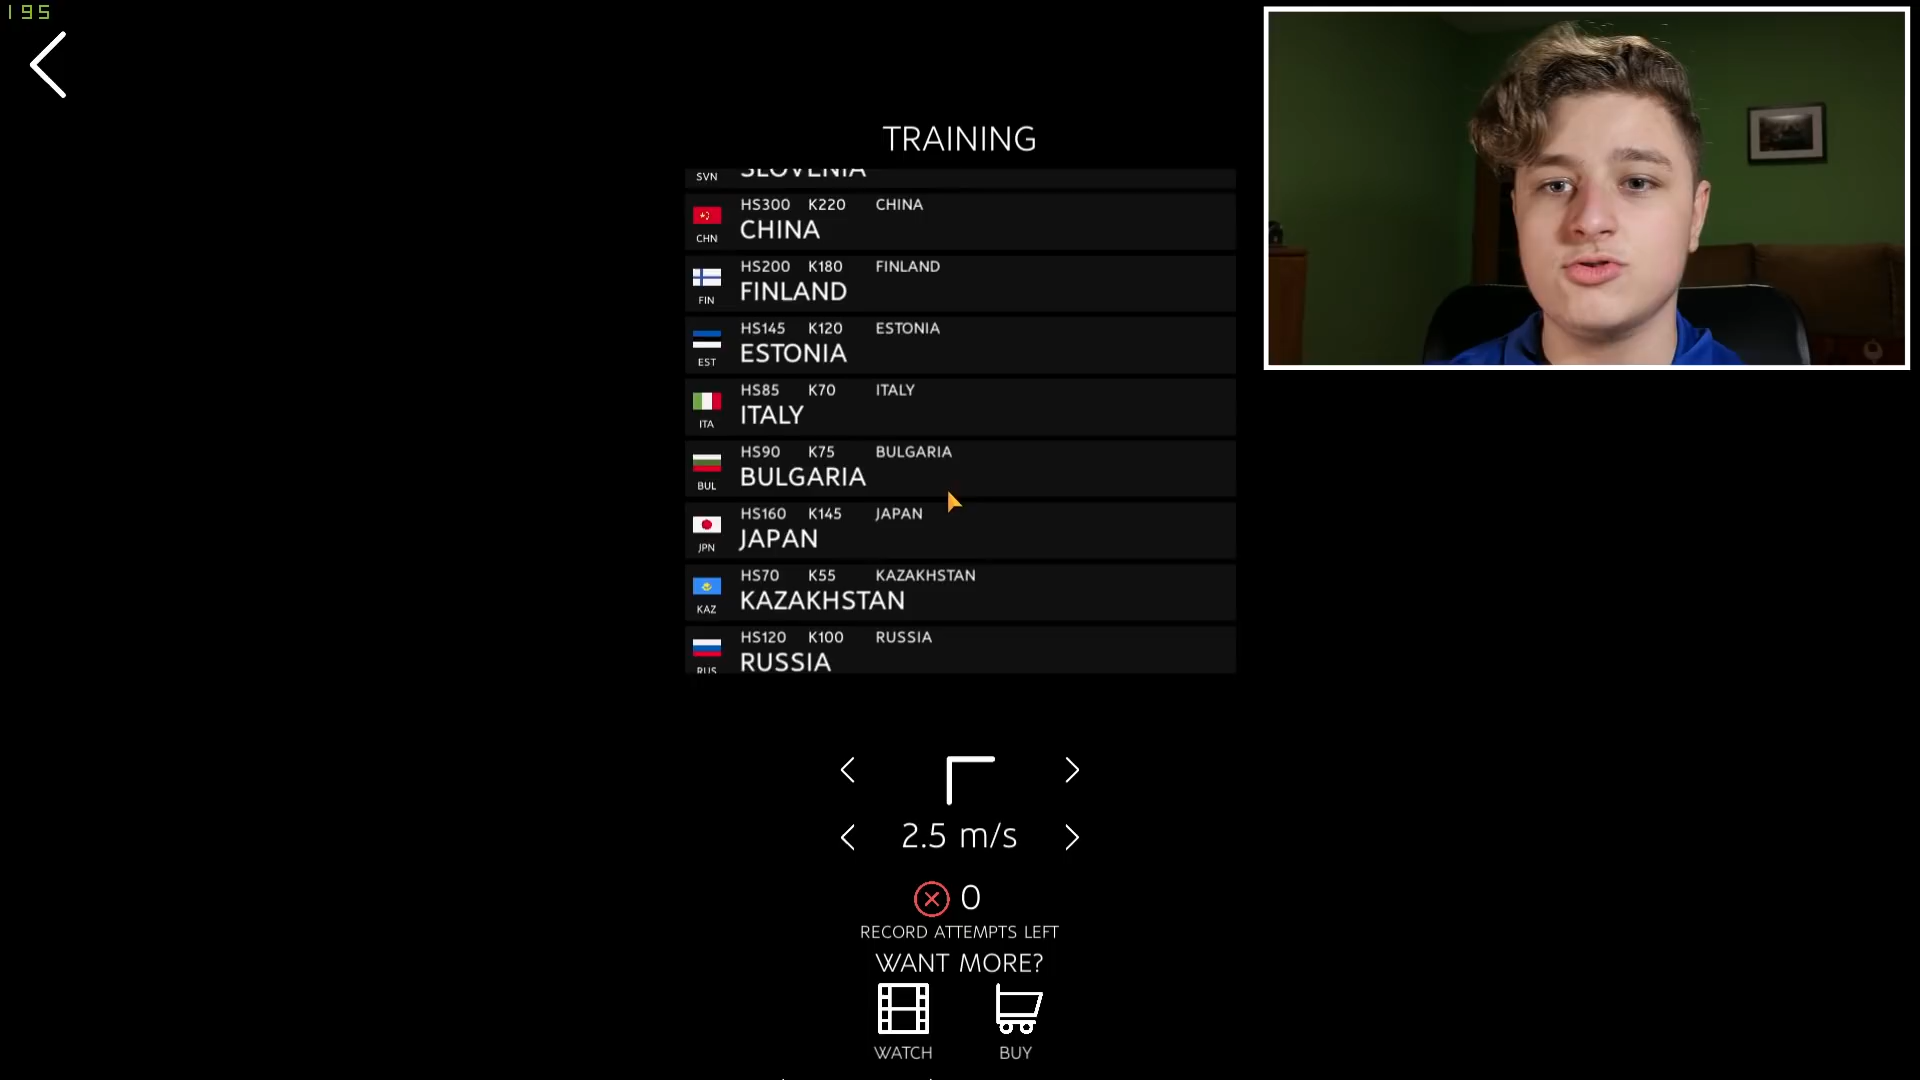 195
TRAINING
SVN SLOVENIA
HS300 K220 CHINA
CHN CHINA
HS200 K180 FINLAND
FIN FINLAND
HS145 K120 ESTONIA
EST ESTONIA
HS85 K70 ITALY
ITA ITALY
HS90 K75 BULGARIA
BUL BULGARIA
HS160 K145 JAPAN
JPN JAPAN
HS70 K55 KAZAKHSTAN
KAZ KAZAKHSTAN
HS120 K100 RUSSIA
RUS RUSSIA
2.5 m/s
0
RECORD ATTEMPTS LEFT
WANT MORE?
WATCH BUY